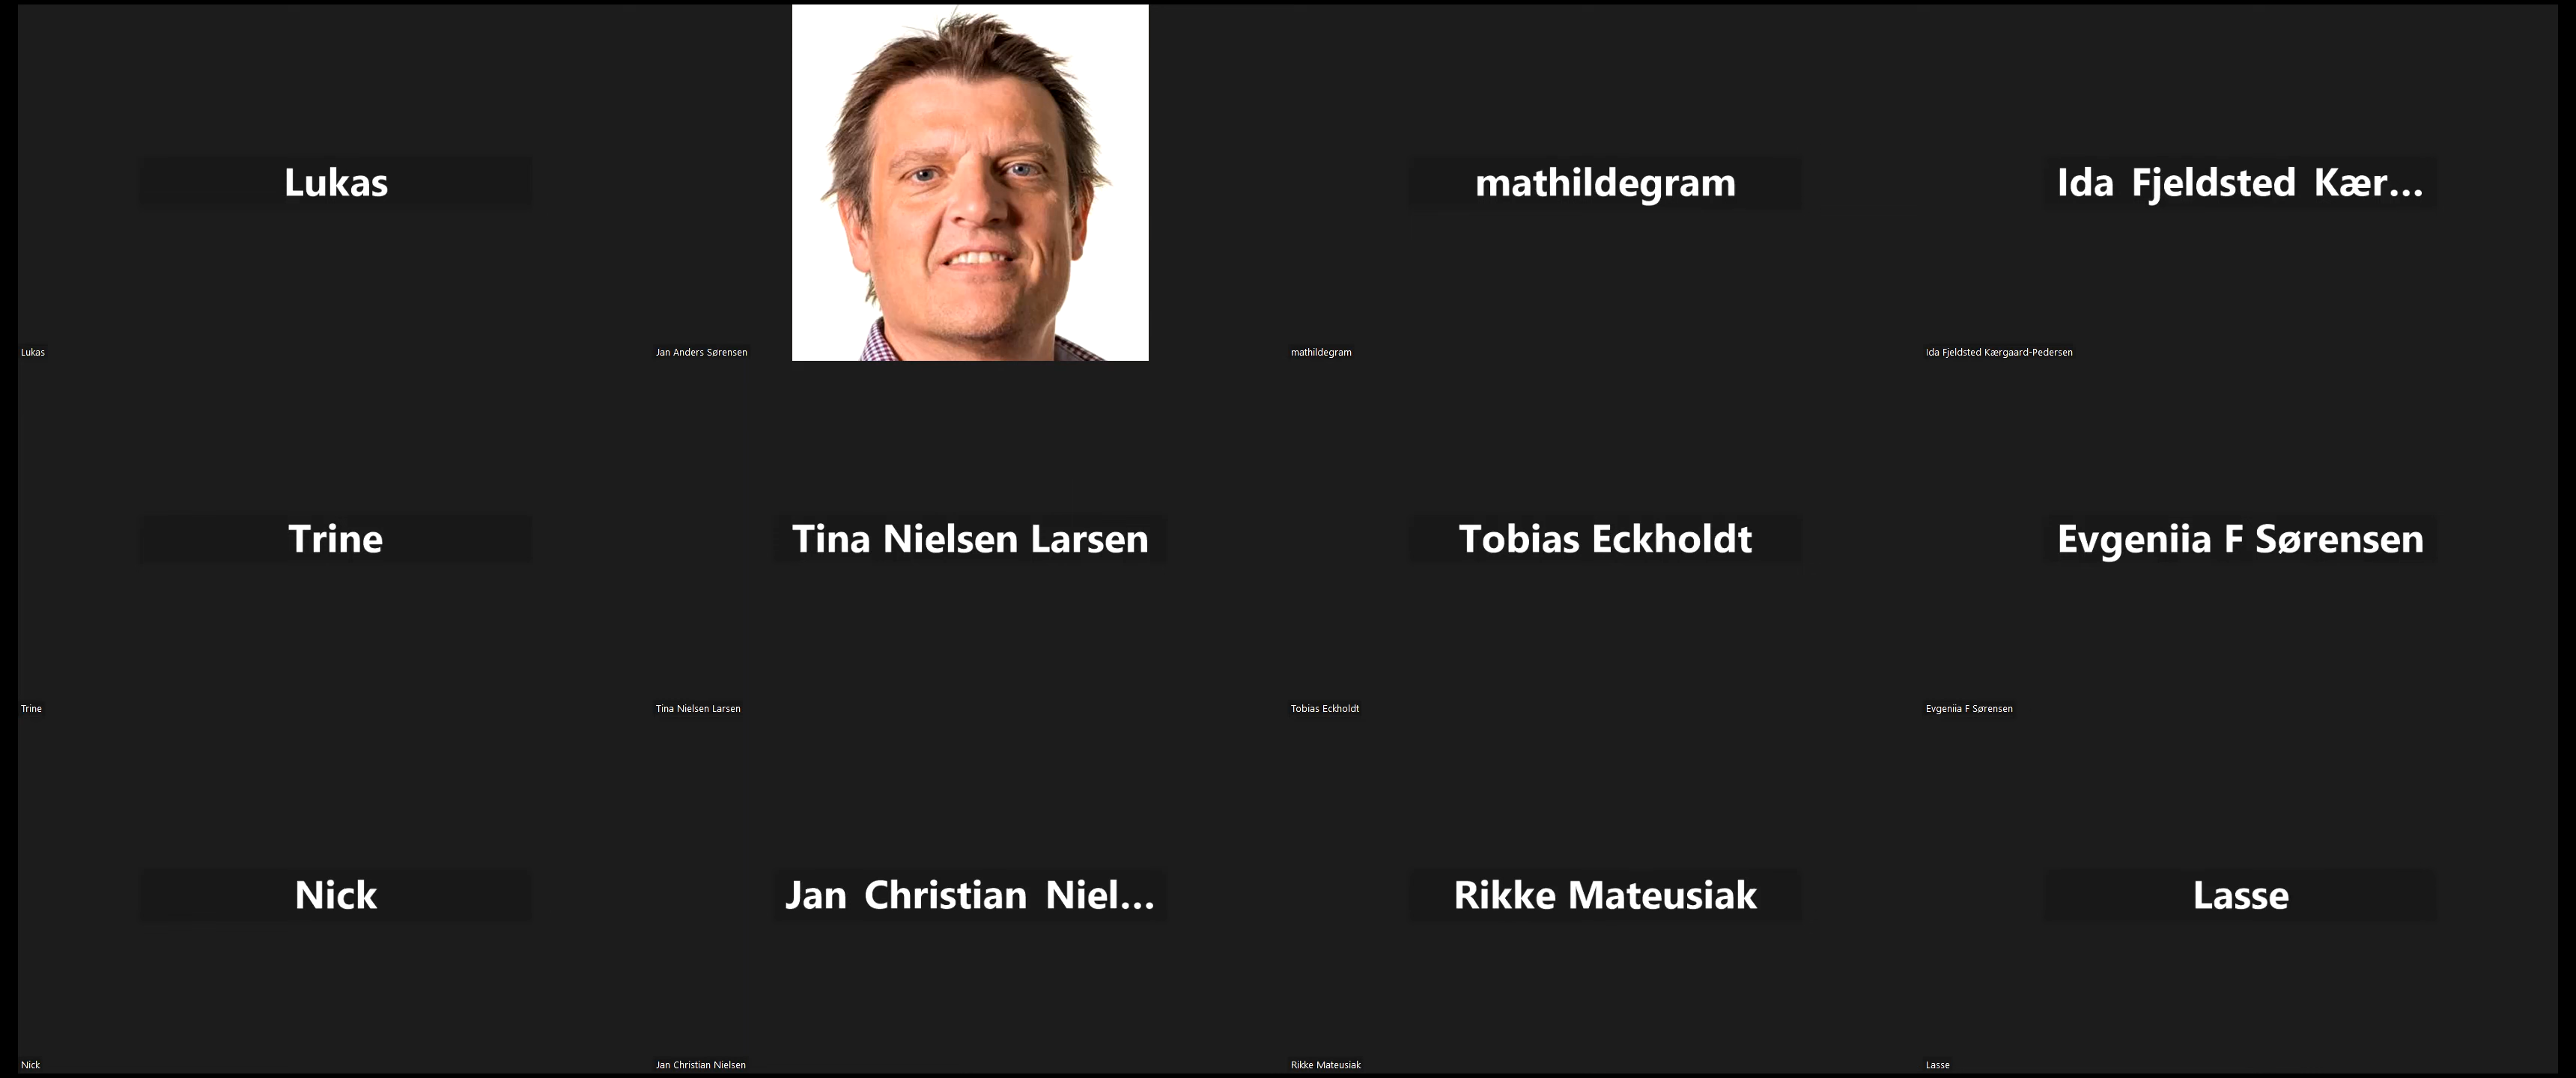 Lukas
mathildegram
Ida Fjeldsted Kær...
Lukas
Jan Anders Sørensen
mathildegram
Ida Fjeldsted Kærgaard-Pedersen
Trine
Tina Nielsen Larsen
Tobias Eckholdt
Evgeniia F Sørensen
Trine
Tina Nielsen Larsen
Tobias Eckholdt
Evgeniia F Sørensen
Nick
Jan Christian Niel...
Rikke Mateusiak
Lasse
Nick
Jan Christian Nielsen
Rikke Mateusiak
Lasse